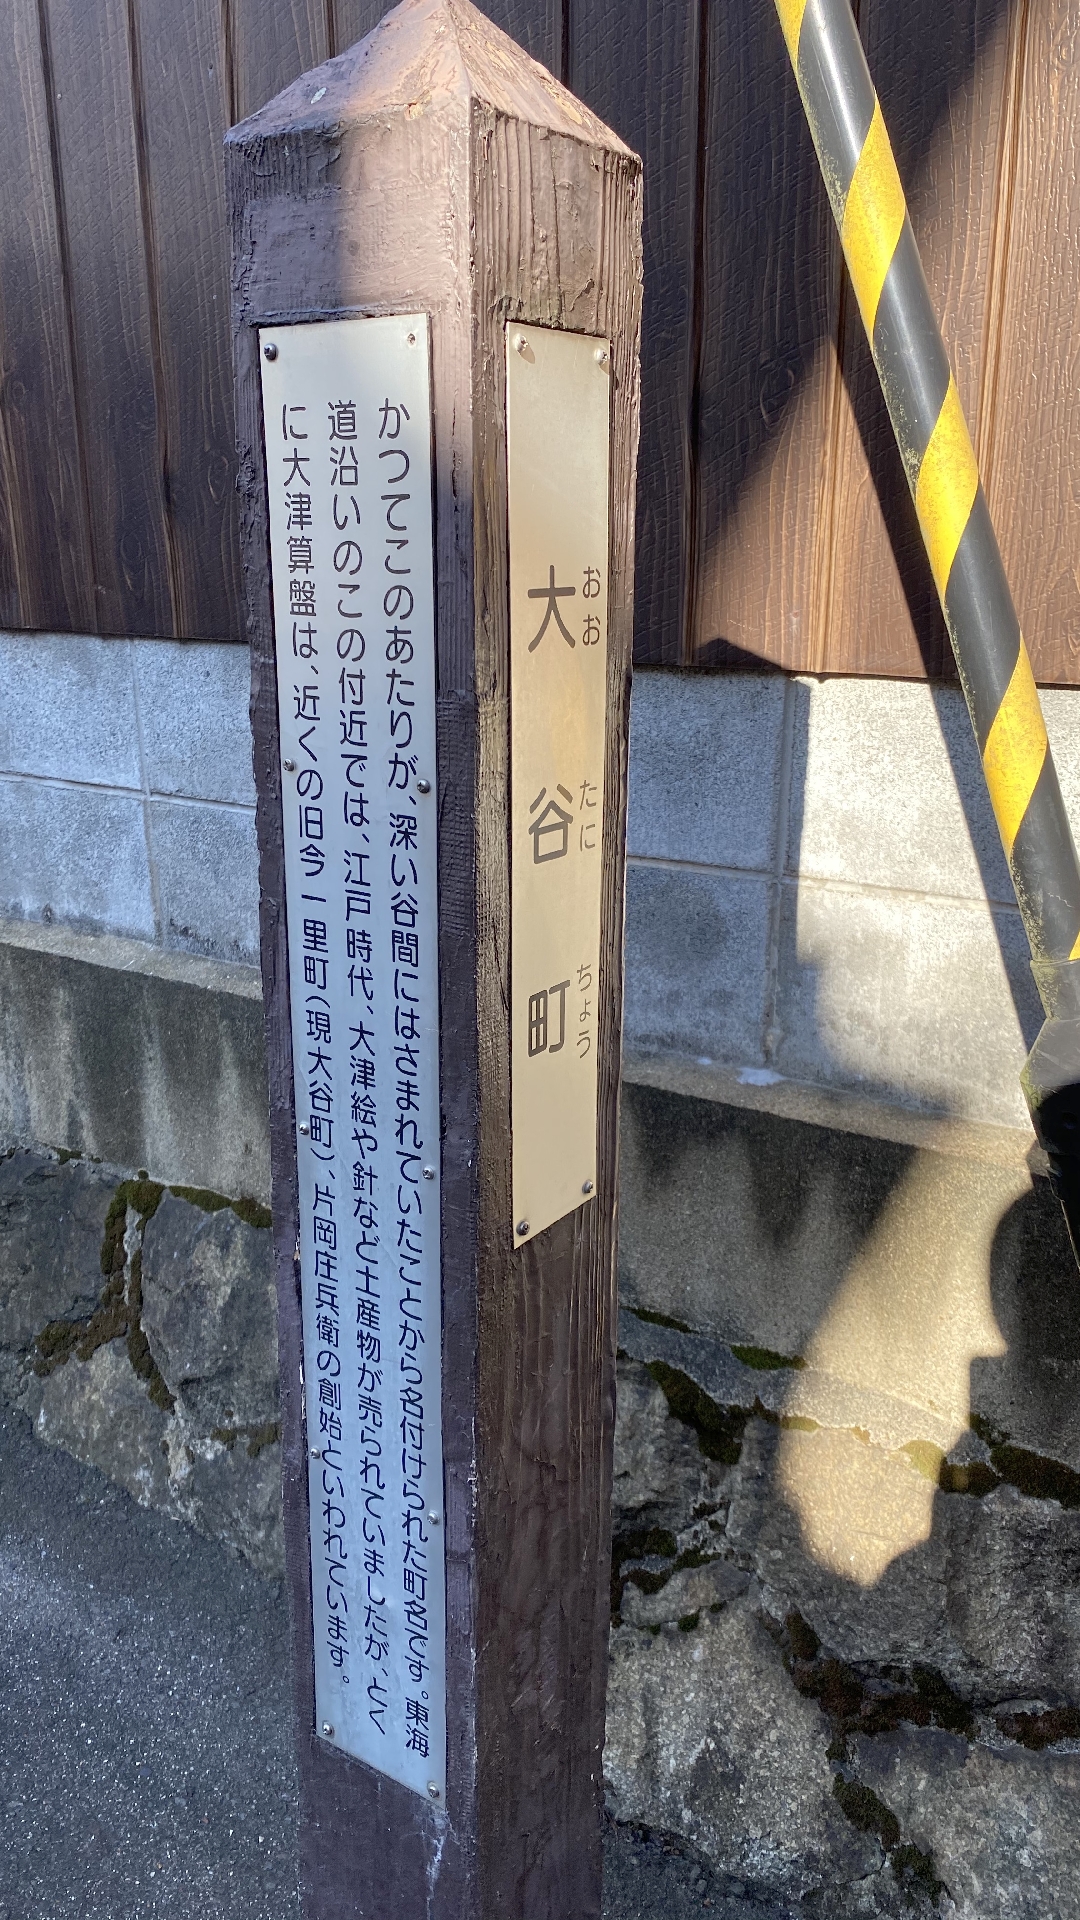 かつてこのあたりが、深い谷間にはさまれていたことから名付けられた町名です。東海
道沿いのこの付近では、江戸時代、大津絵や針など土産物が売られていましたが、とく
に大津算盤は、近くの旧今一里町(現大谷町)、片岡庄兵衛の創始といわれています。
大谷町
おお たに ちょう